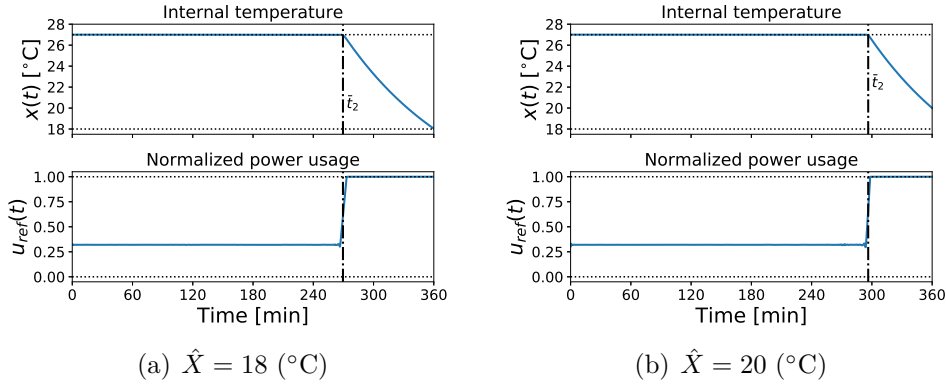 Internal temperature
Internal temperature
28
26
24
22
20
18
x(t) [°C]
t̄₂
28
26
24
22
20
18
x(t) [°C]
t̄₂
Normalized power usage
Normalized power usage
1.00
0.75
0.50
0.25
0.00
u_ref(t)
0 60 120 180 240 300 360
Time [min]
1.00
0.75
0.50
0.25
0.00
u_ref(t)
0 60 120 180 240 300 360
Time [min]
(a) X̂ = 18 (°C)
(b) X̂ = 20 (°C)